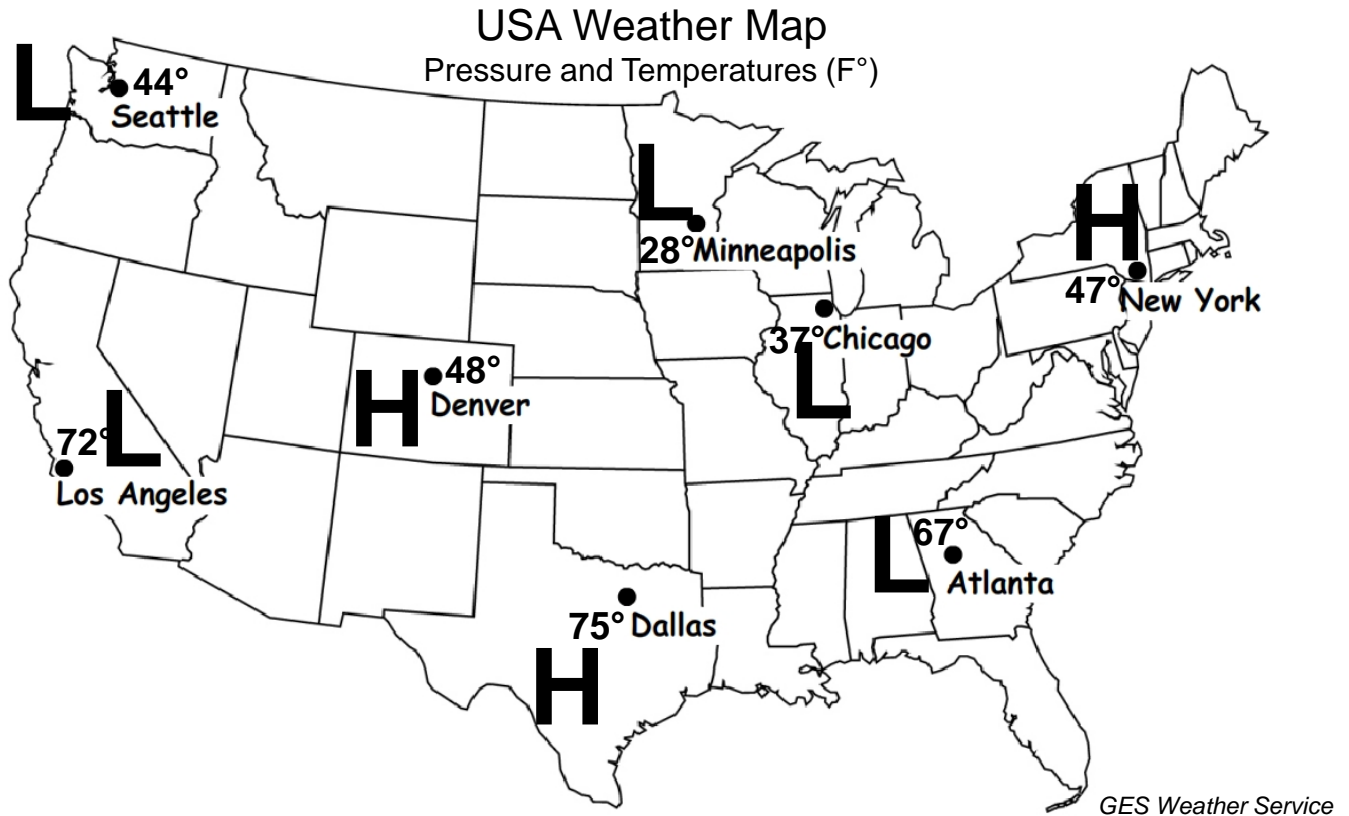 USA Weather Map
Pressure and Temperatures (F°)
L
44°
Seattle
L
28°Minneapolis
H
47°New York
37°Chicago
L
H
48°
Denver
72°
L
Los Angeles
L
67°
Atlanta
75° Dallas
H
GES Weather Service